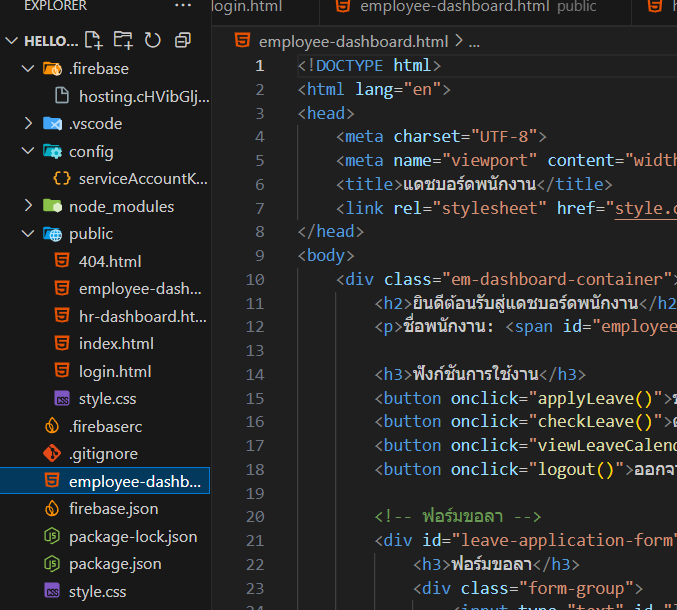 EXPLORER ...
HELLO...
.firebase
hosting.cHVibGlj...
.vscode
config
serviceAccountK...
node_modules
public
404.html
employee-dash...
hr-dashboard.ht...
index.html
login.html
style.css
.firebaserc
.gitignore
employee-dashb...
firebase.json
package-lock.json
package.json
style.css
login.html employee-dashboard.html public
employee-dashboard.html > ...
1 <!DOCTYPE html>
2 <html lang="en">
3 <head>
4 <meta charset="UTF-8">
5 <meta name="viewport" content="width
6 <title>แดชบอร์ดพนักงาน</title>
7 <link rel="stylesheet" href="style.c
8 </head>
9 <body>
10 <div class="em-dashboard-container">
11 <h2>ยินดีต้อนรับสู่แดชบอร์ดพนักงาน</h2
12 <p>ชื่อพนักงาน: <span id="employee
13
14 <h3>ฟังก์ชันการใช้งาน</h3>
15 <button onclick="applyLeave()">
16 <button onclick="checkLeave()">
17 <button onclick="viewLeaveCalend
18 <button onclick="logout()">ออกจา
19
20 <!-- ฟอร์มขอลา -->
21 <div id="leave-application-form"
22 <h3>ฟอร์มขอลา</h3>
23 <div class="form-group">
24 <input type="text" id="l